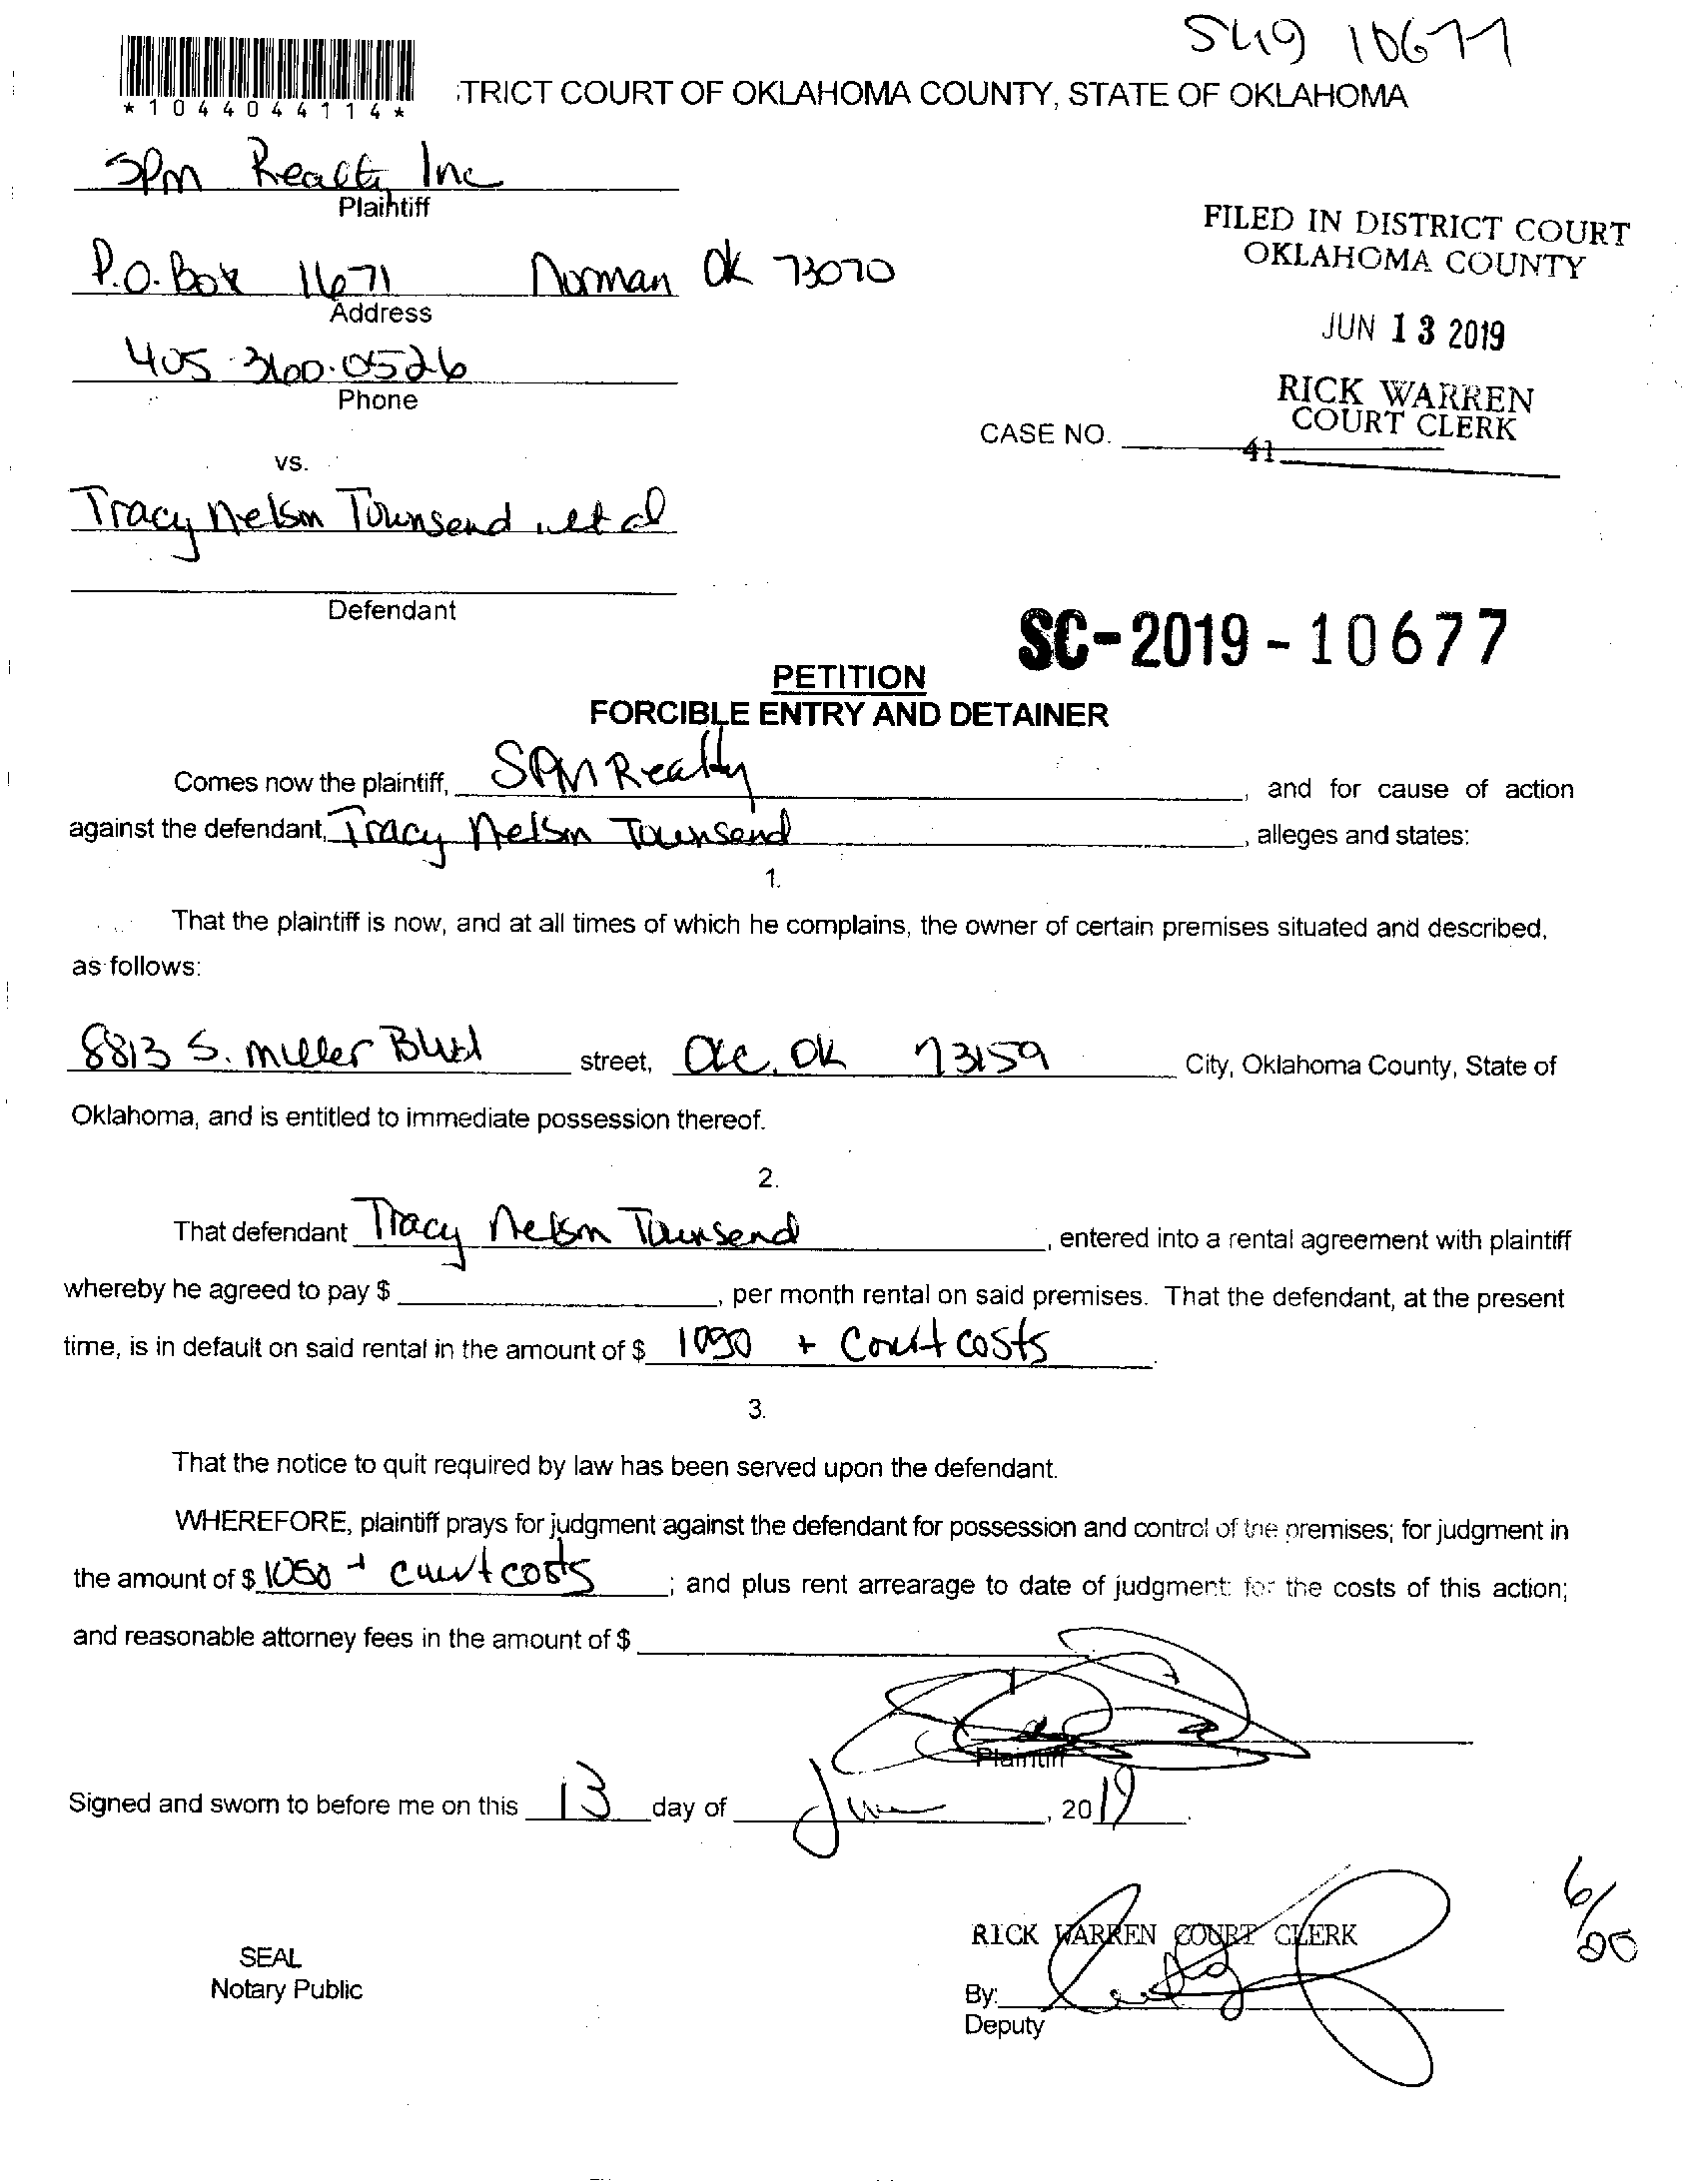 SC19 10677
*1044044114*
TRICT COURT OF OKLAHOMA COUNTY, STATE OF OKLAHOMA
SPM Realty Inc
Plaintiff
FILED IN DISTRICT COURT
OKLAHOMA COUNTY
P.O. Box 1671 Norman OK 73070
Address
JUN 13 2019
405-360-0526
Phone
RICK WARREN
COURT CLERK
CASE NO.
41
vs.
Tracy Nelson Townsend, et al
Defendant
SC-2019-10677
PETITION
FORCIBLE ENTRY AND DETAINER
Comes now the plaintiff, SPM Realty, and for cause of action
against the defendant, Tracy Nelson Townsend, alleges and states:
1.
That the plaintiff is now, and at all times of which he complains, the owner of certain premises situated and described,
as follows:
8813 S. Miller Blvd street, OKC, OK 73159 City, Oklahoma County, State of
Oklahoma, and is entitled to immediate possession thereof.
2.
That defendant Tracy Nelson Townsend, entered into a rental agreement with plaintiff
whereby he agreed to pay $, per month rental on said premises. That the defendant, at the present
time, is in default on said rental in the amount of $ + Court costs.
3.
That the notice to quit required by law has been served upon the defendant.
WHEREFORE, plaintiff prays for judgment against the defendant for possession and control of the premises; for judgment in
the amount of $ 1050 + court costs; and plus rent arrearage to date of judgment: for the costs of this action;
and reasonable attorney fees in the amount of $
Plaintiff
Signed and sworn to before me on this 13 day of June, 2019.
6/20
RICK WARREN COURT CLERK
SEAL
Notary Public
By:
Deputy